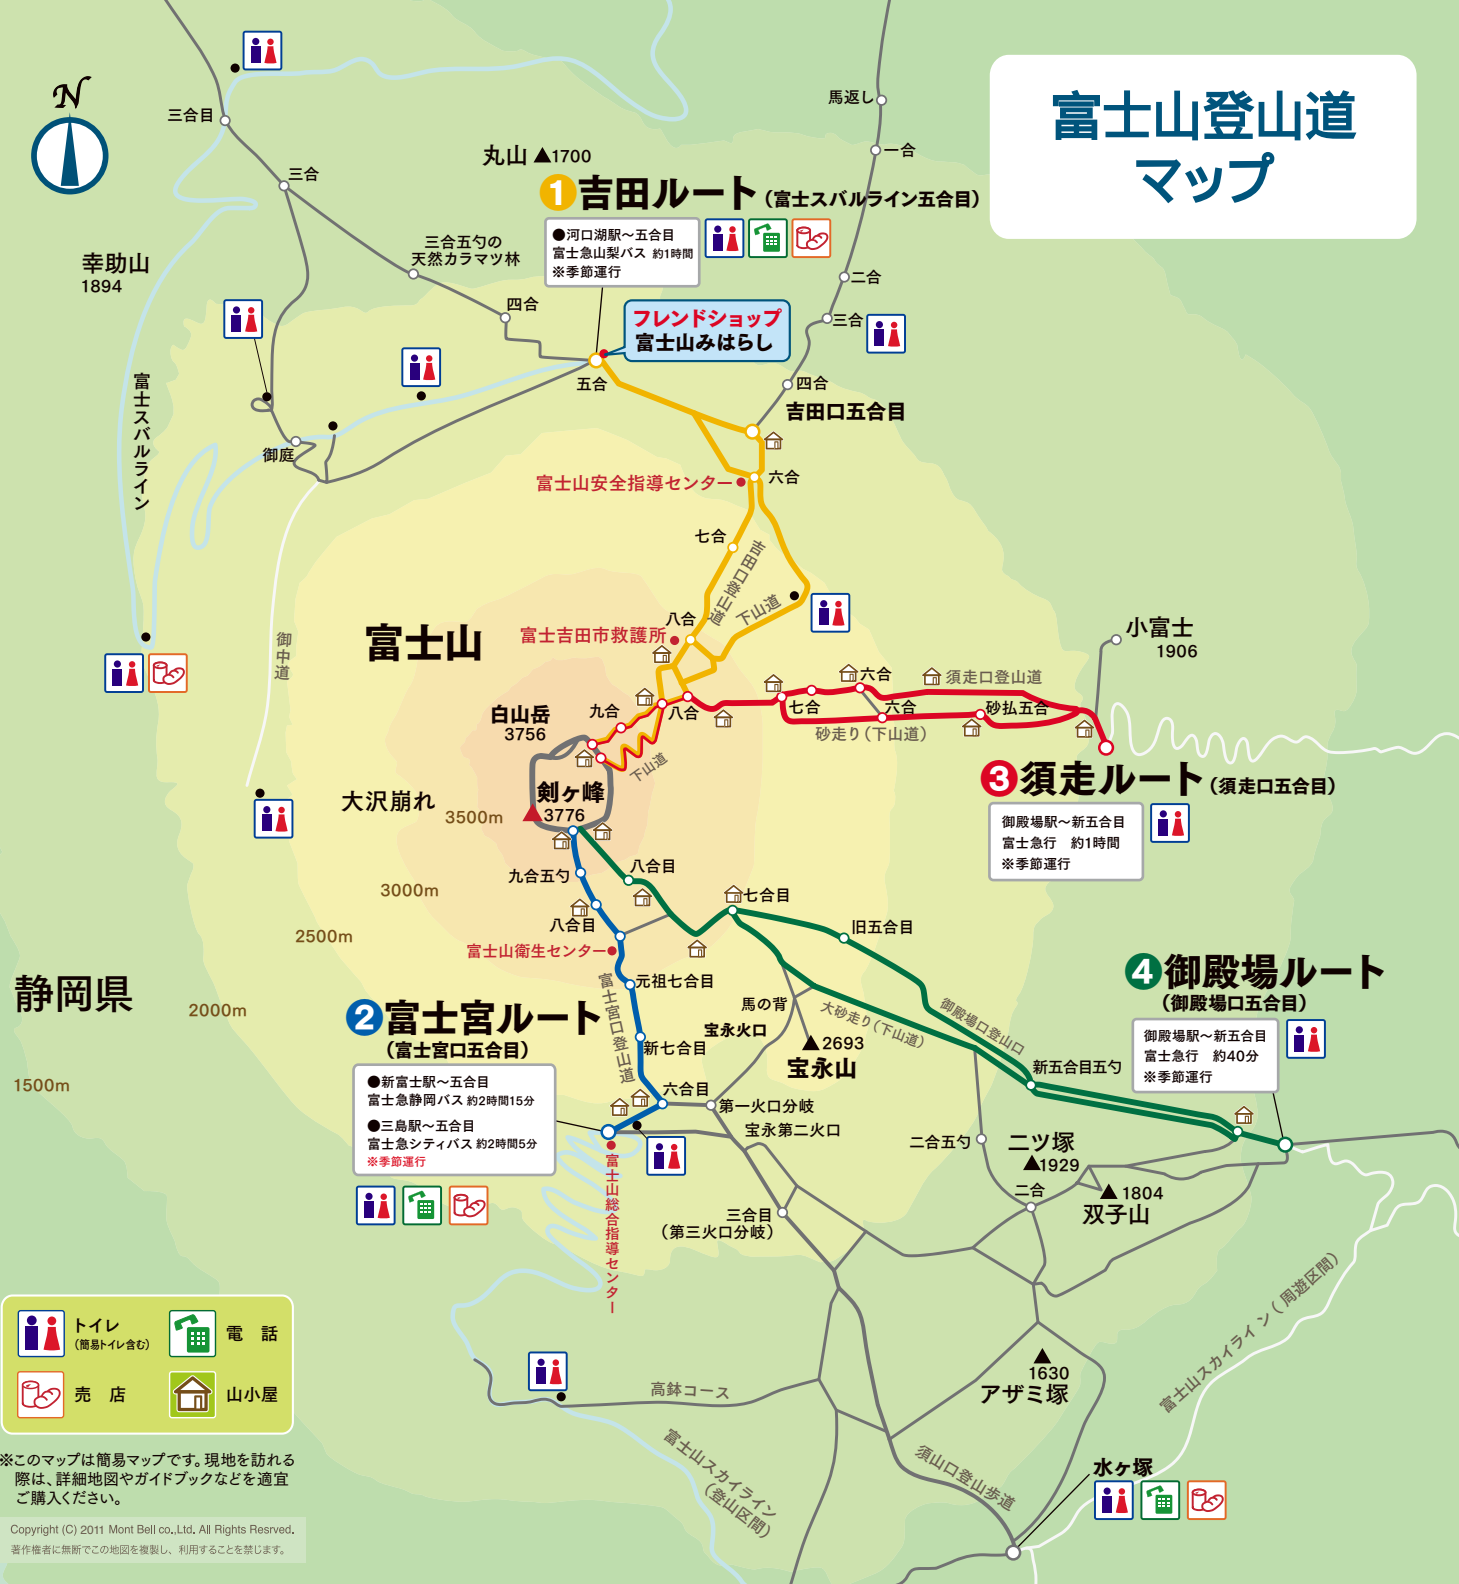 富士山登山道
マップ
N
三合目
三合
馬返し
一合
丸山 ▲1700
❶吉田ルート（富士スバルライン五合目）
●河口湖駅～五合目
富士急山梨バス 約1時間
※季節運行
三合五勺の
天然カラマツ林
幸助山
1894
二合
三合
四合
フレンドショップ
富士山みはらし
五合
四合
吉田口五合目
富士スバルライン
御庭
富士山安全指導センター
六合
七合
吉田口登山道
下山道
八合
富士吉田市救護所
御中道
富士山
小富士
1906
六合
須走口登山道
白山岳
3756
九合
八合
七合
六合
砂払五合
砂走り（下山道）
下山道
❸須走ルート（須走口五合目）
御殿場駅～新五合目
富士急行　約1時間
※季節運行
大沢崩れ
剣ヶ峰
3776
3500m
3000m
2500m
2000m
1500m
静岡県
九合五勺
八合目
八合目
七合目
旧五合目
富士山衛生センター
元祖七合目
富士宮口登山道
馬の背
宝永火口
▲2693
宝永山
大砂走り（下山道）
御殿場口登山口
❹御殿場ルート
（御殿場口五合目）
御殿場駅～新五合目
富士急行　約40分
※季節運行
❷富士宮ルート
（富士宮口五合目）
●新富士駅～五合目
富士急静岡バス 約2時間15分
●三島駅～五合目
富士急シティバス 約2時間5分
※季節運行
新七合目
六合目
第一火口分岐
宝永第二火口
新五合目五勺
二合五勺
二ツ塚
▲1929
二合
▲1804
双子山
富士山総合指導センター
三合目
（第三火口分岐）
トイレ
（簡易トイレ含む）
電　話
売　店
山小屋
▲
1630
アザミ塚
高鉢コース
富士山スカイライン
（登山区間）
富士山スカイライン（周遊区間）
須山口登山歩道
水ヶ塚
※このマップは簡易マップです。現地を訪れる
際は、詳細地図やガイドブックなどを適宜
ご購入ください。
Copyright (C) 2011 Mont Bell co.,Ltd. All Rights Resrved.
著作権者に無断でこの地図を複製し、利用することを禁じます。